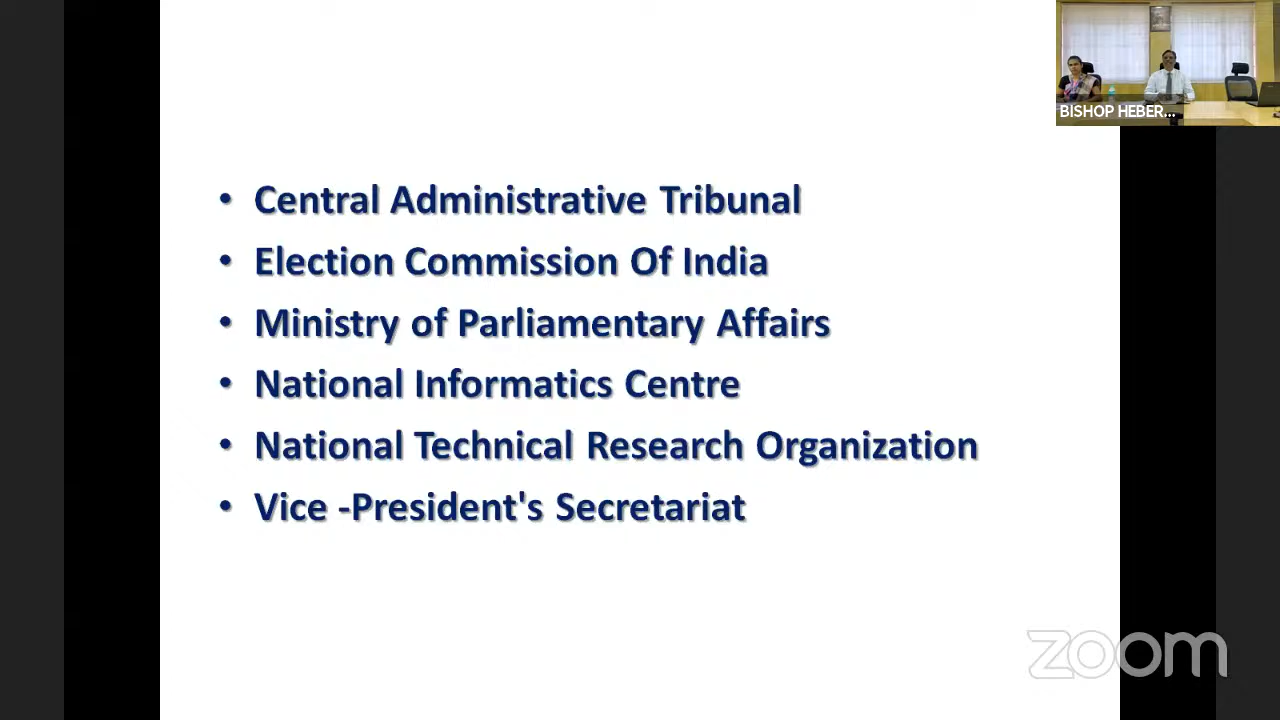 BISHOP HEBER...
• Central Administrative Tribunal
• Election Commission Of India
• Ministry of Parliamentary Affairs
• National Informatics Centre
• National Technical Research Organization
• Vice -President's Secretariat
zoom